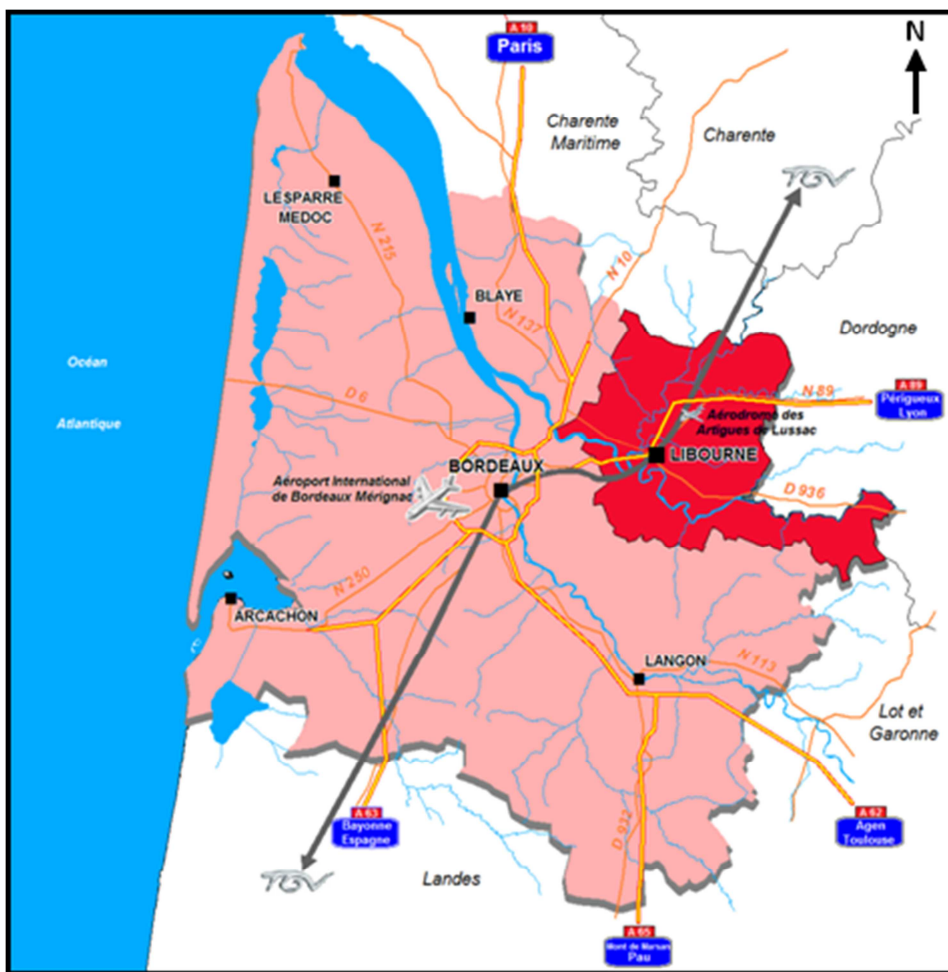 A 10
Paris
N
Charente
Maritime
Charente
TGV
LESPARRE
MEDOC
N 215
N 10
BLAYE
N 137
Dordogne
Océan
Atlantique
D 6
N 89
A 89
Périgueux
Lyon
Aérodrome des
Artigues de Lussac
LIBOURNE
BORDEAUX
Aéroport International
de Bordeaux Mérignac
D 936
N 250
ARCACHON
LANGON
N 113
Lot et
Garonne
A 63
Bayonne
Espagne
A 62
Agen
Toulouse
D 932
TGV
Landes
A 65
Mont de Marsan
Pau